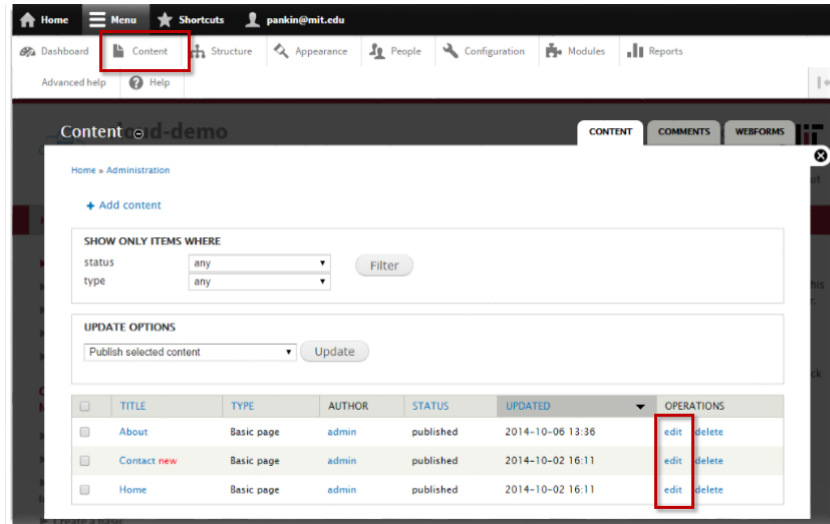 Home Menu Shortcuts pankin@mit.edu
Dashboard Content Structure Appearance People Configuration Modules Reports
Advanced help Help
Content cloud-demo
CONTENT COMMENTS WEBFORMS
Home » Administration
+ Add content
SHOW ONLY ITEMS WHERE
status any
Filter
type any
UPDATE OPTIONS
Publish selected content Update
TITLE TYPE AUTHOR STATUS UPDATED OPERATIONS
About Basic page admin published 2014-10-06 13:36 edit delete
Contact new Basic page admin published 2014-10-02 16:11 edit delete
Home Basic page admin published 2014-10-02 16:11 edit delete